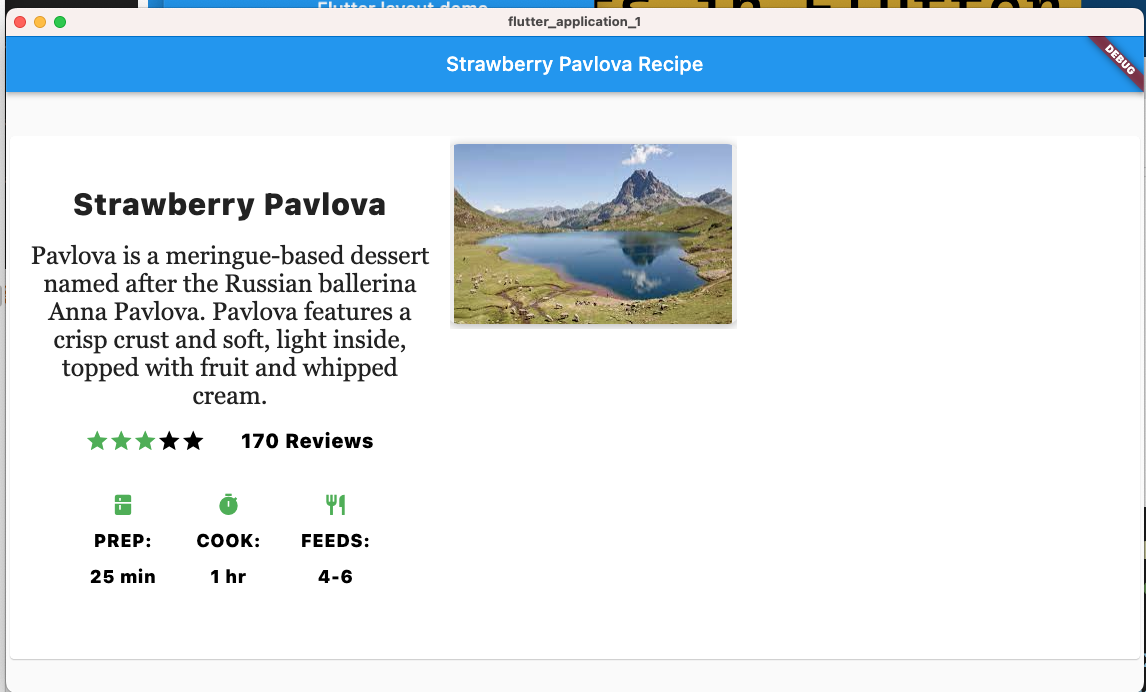 Flutter layout demo
flutter_application_1
Strawberry Pavlova Recipe
DEBUG
Strawberry Pavlova
Pavlova is a meringue-based dessert
named after the Russian ballerina
Anna Pavlova. Pavlova features a
crisp crust and soft, light inside,
topped with fruit and whipped
cream.
170 Reviews
PREP:
COOK:
FEEDS:
25 min
1 hr
4-6